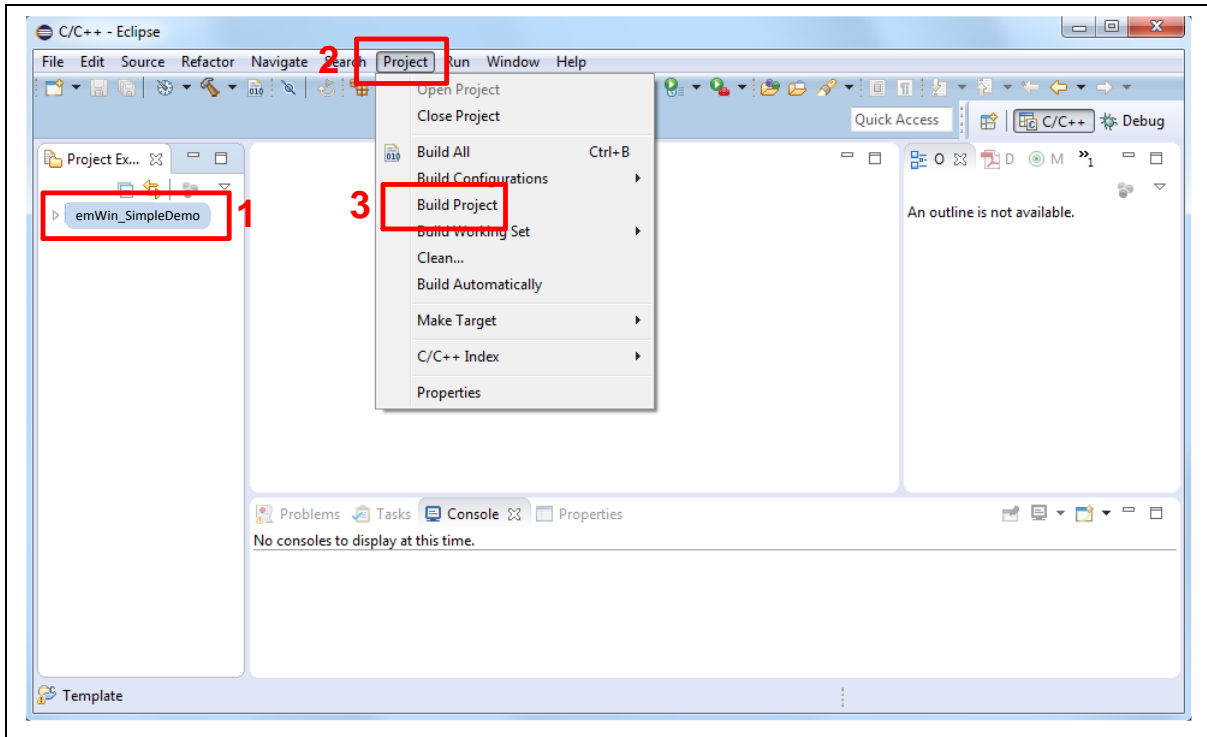 C/C++ - Eclipse
File Edit Source Refactor Navigate Search Project Run Window Help
2
Open Project
Close Project
Quick Access
C/C++
Debug
Project Ex...
Build All Ctrl+B
O
D
M
»1
Build Configurations
emWin_SimpleDemo
1
3
Build Project
An outline is not available.
Build Working Set
Clean...
Build Automatically
Make Target
C/C++ Index
Properties
Problems Tasks Console Properties
No consoles to display at this time.
Template